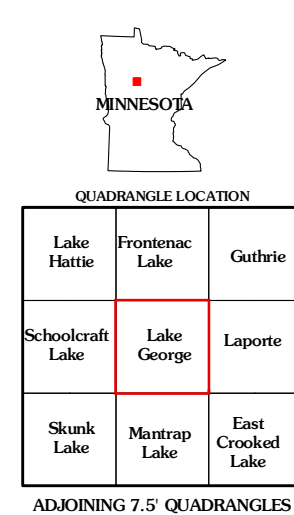 MINNESOTA
QUADRANGLE LOCATION
Lake
Hattie
Frontenac
Lake
Guthrie
Schoolcraft
Lake
Lake
George
Laporte
Skunk
Lake
Mantrap
Lake
East
Crooked
Lake
ADJOINING 7.5' QUADRANGLES